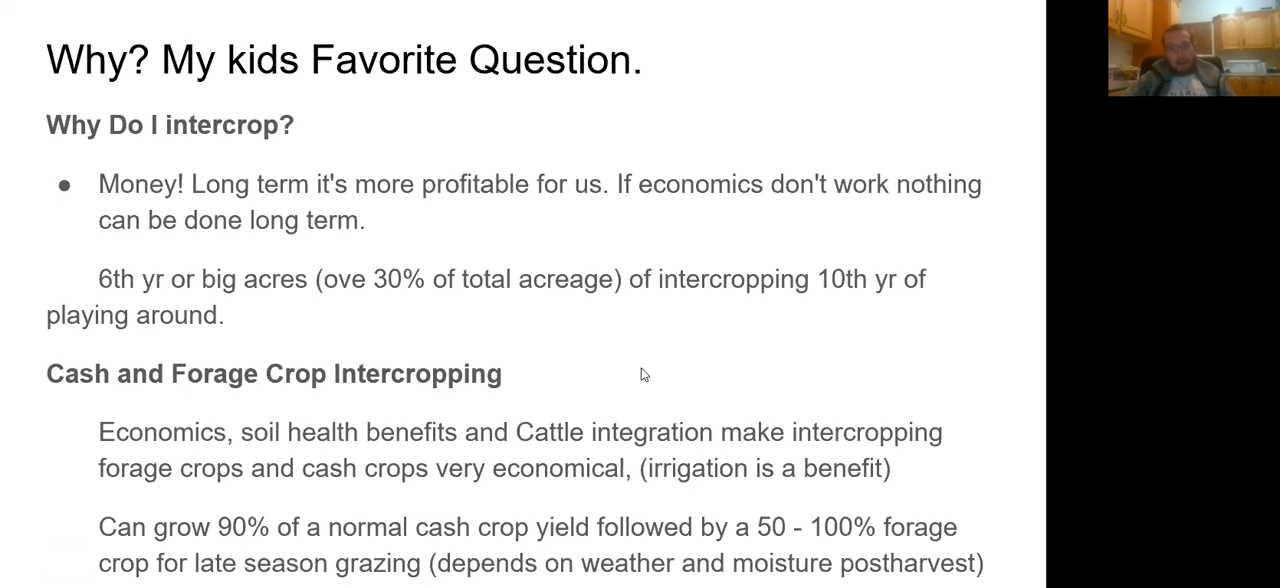 Why? My kids Favorite Question.
Why Do I intercrop?
● Money! Long term it's more profitable for us. If economics don't work nothing
can be done long term.
6th yr or big acres (ove 30% of total acreage) of intercropping 10th yr of
playing around.
Cash and Forage Crop Intercropping
Economics, soil health benefits and Cattle integration make intercropping
forage crops and cash crops very economical, (irrigation is a benefit)
Can grow 90% of a normal cash crop yield followed by a 50 - 100% forage
crop for late season grazing (depends on weather and moisture postharvest)